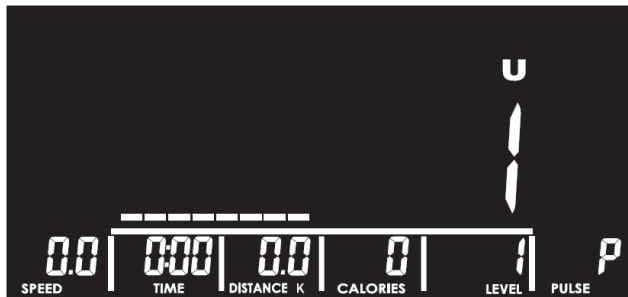 U
1
0.0 0:00 0.0 0 1 P
SPEED TIME DISTANCE K CALORIES LEVEL PULSE